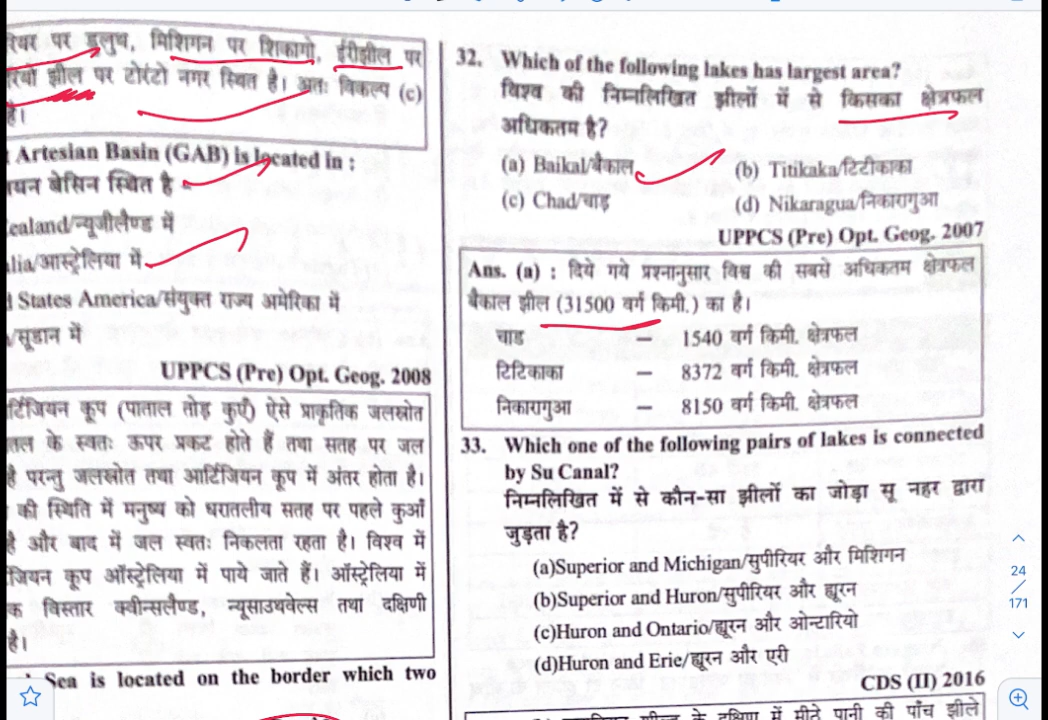 पर डुलुथ, मिशिगन पर शिकागो, ईरीझील पर
झील पर टोरंटो नगर स्थित है। अतः विकल्प (c)
है।
Artesian Basin (GAB) is located in :
बेसिन स्थित है -
ealand/न्यूजीलैण्ड में
lia/आस्ट्रेलिया में
States America/संयुक्त राज्य अमेरिका में
/सूडान में
UPPCS (Pre) Opt. Geog. 2008
कूप (पाताल तोड़ कुएँ) ऐसे प्राकृतिक जलस्रोत
के स्वतः ऊपर प्रकट होते हैं तथा सतह पर जल
है परन्तु जलस्रोत तथा आर्टिजियन कूप में अंतर होता है।
की स्थिति में मनुष्य को धरातलीय सतह पर पहले कुआँ
है और बाद में जल स्वतः निकलता रहता है। विश्व में
कूप ऑस्ट्रेलिया में पाये जाते हैं। ऑस्ट्रेलिया में
विस्तार क्वीन्सलैण्ड, न्यूसाउथवेल्स तथा दक्षिणी
है।
Sea is located on the border which two
32. Which of the following lakes has largest area?
विश्व की निम्नलिखित झीलों में से किसका क्षेत्रफल
अधिकतम है?
(a) Baikal/बैकाल (b) Titikaka/टिटीकाका
(c) Chad/चाड़ (d) Nikaragua/निकारागुआ
UPPCS (Pre) Opt. Geog. 2007
Ans. (a) : दिये गये प्रश्नानुसार विश्व की सबसे अधिकतम क्षेत्रफल
बैकाल झील (31500 वर्ग किमी.) का है।
चाड – 1540 वर्ग किमी. क्षेत्रफल
टिटिकाका – 8372 वर्ग किमी. क्षेत्रफल
निकारागुआ – 8150 वर्ग किमी. क्षेत्रफल
33. Which one of the following pairs of lakes is connected
by Su Canal?
निम्नलिखित में से कौन-सा झीलों का जोड़ा सू नहर द्वारा
जुड़ता है?
(a)Superior and Michigan/सुपीरियर और मिशिगन
(b)Superior and Huron/सुपीरियर और ह्यूरन
(c)Huron and Ontario/ह्यूरन और ओन्टारियो
(d)Huron and Erie/ह्यूरन और एरी
CDS (II) 2016
के दक्षिण में मीठे पानी की पाँच झीले
24
171